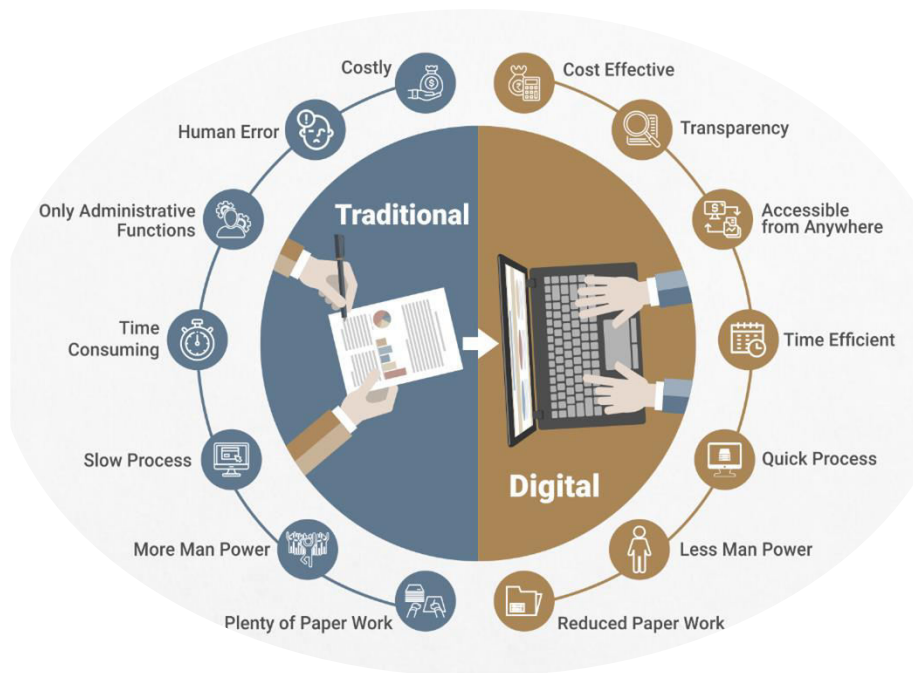 Costly
Human Error
Only Administrative
Functions
Time
Consuming
Slow Process
More Man Power
Plenty of Paper Work
Traditional
Digital
Cost Effective
Transparency
Accessible
from Anywhere
Time Efficient
Quick Process
Less Man Power
Reduced Paper Work